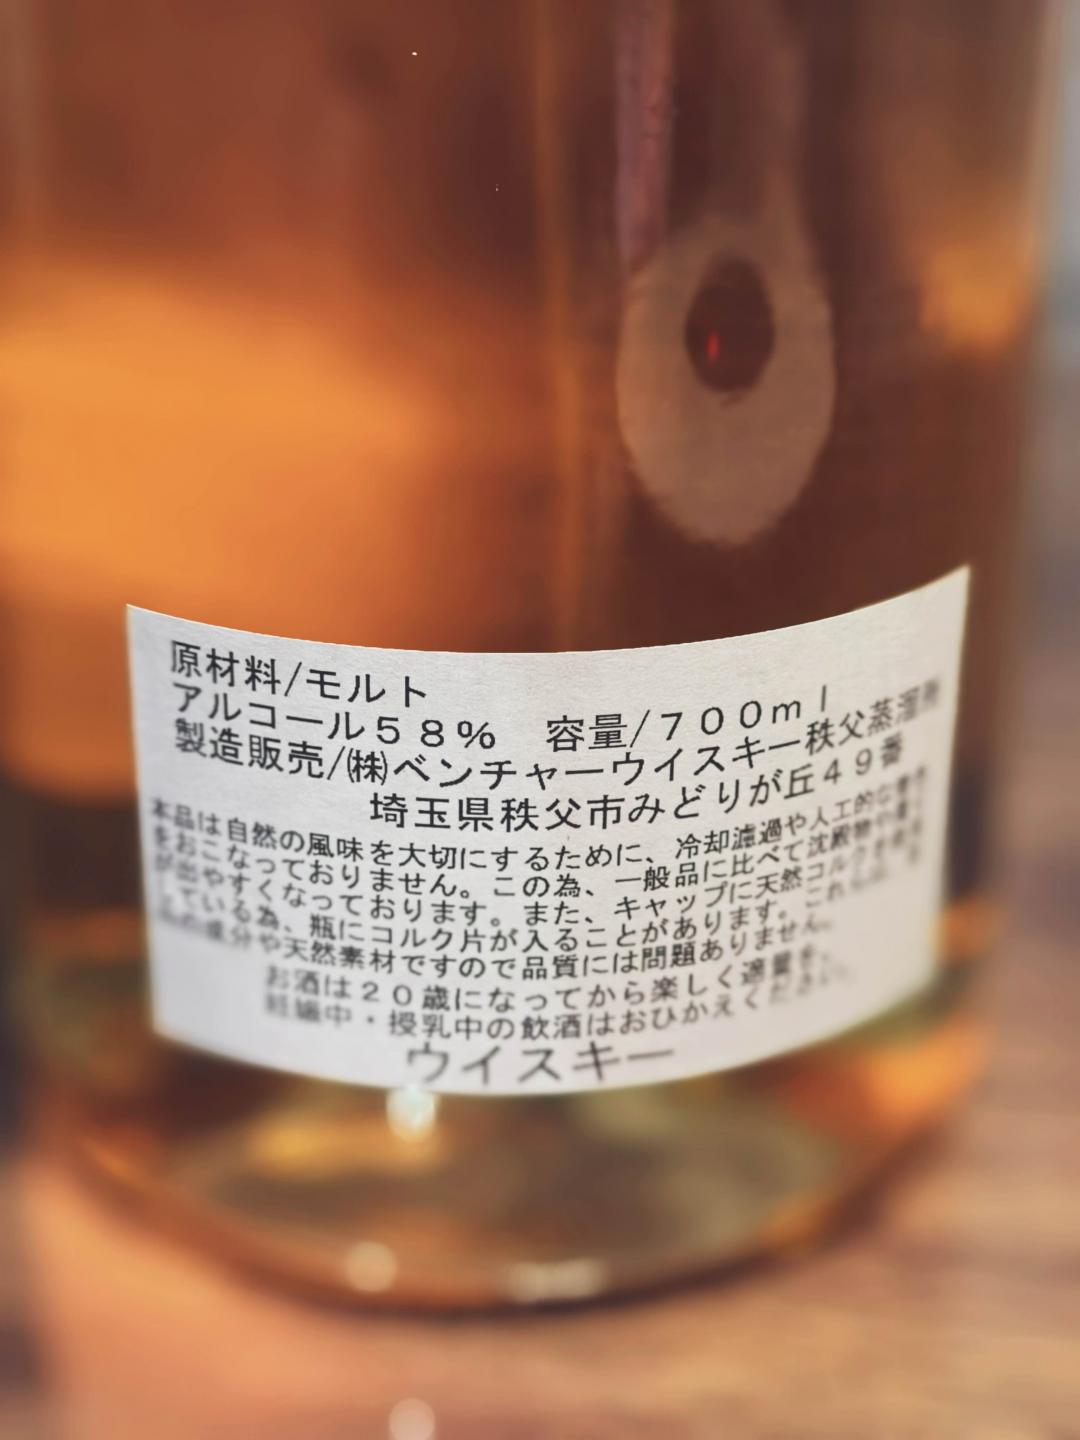 原材料/モルト
アルコール58% 容量/700ml
製造販売/㈱ベンチャーウイスキー秩父蒸溜所
埼玉県秩父市みどりが丘49番
本品は自然の風味を大切にするために、冷却濾過や人工的な着
をおこなっておりません。この為、一般品に比べて沈殿物や
が出やすくなっております。また、キャップに天然コルクを使
している為、瓶にコルク片が入ることがあります。これらは、
の成分や天然素材ですので品質には問題ありません。
お酒は20歳になってから楽しく適量を。
妊娠中・授乳中の飲酒はおひかえください。
ウイスキー